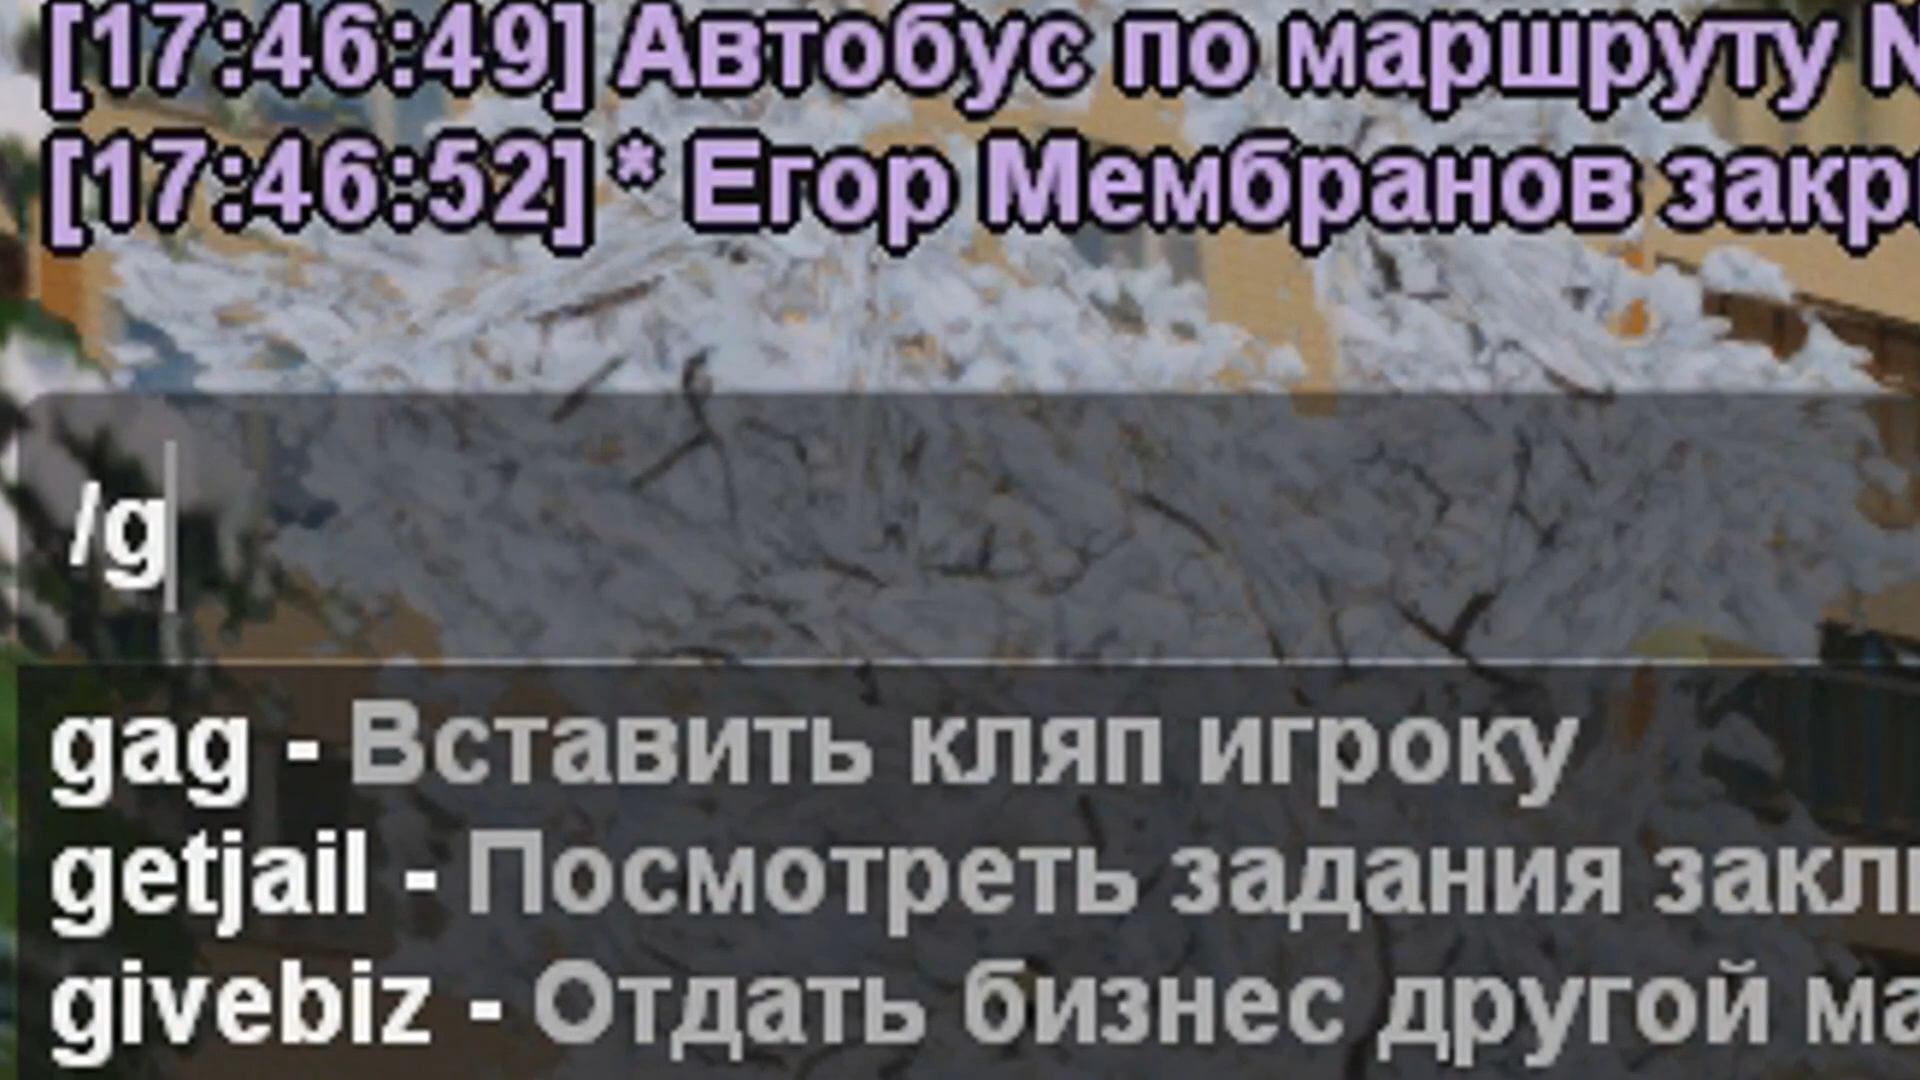 [17:46:49] Автобус по маршруту
[17:46:52] * Егор Мембранов
/g
gag - Вставить кляп игроку
getjail - Посмотреть задания
givebiz - Отдать бизнес другой